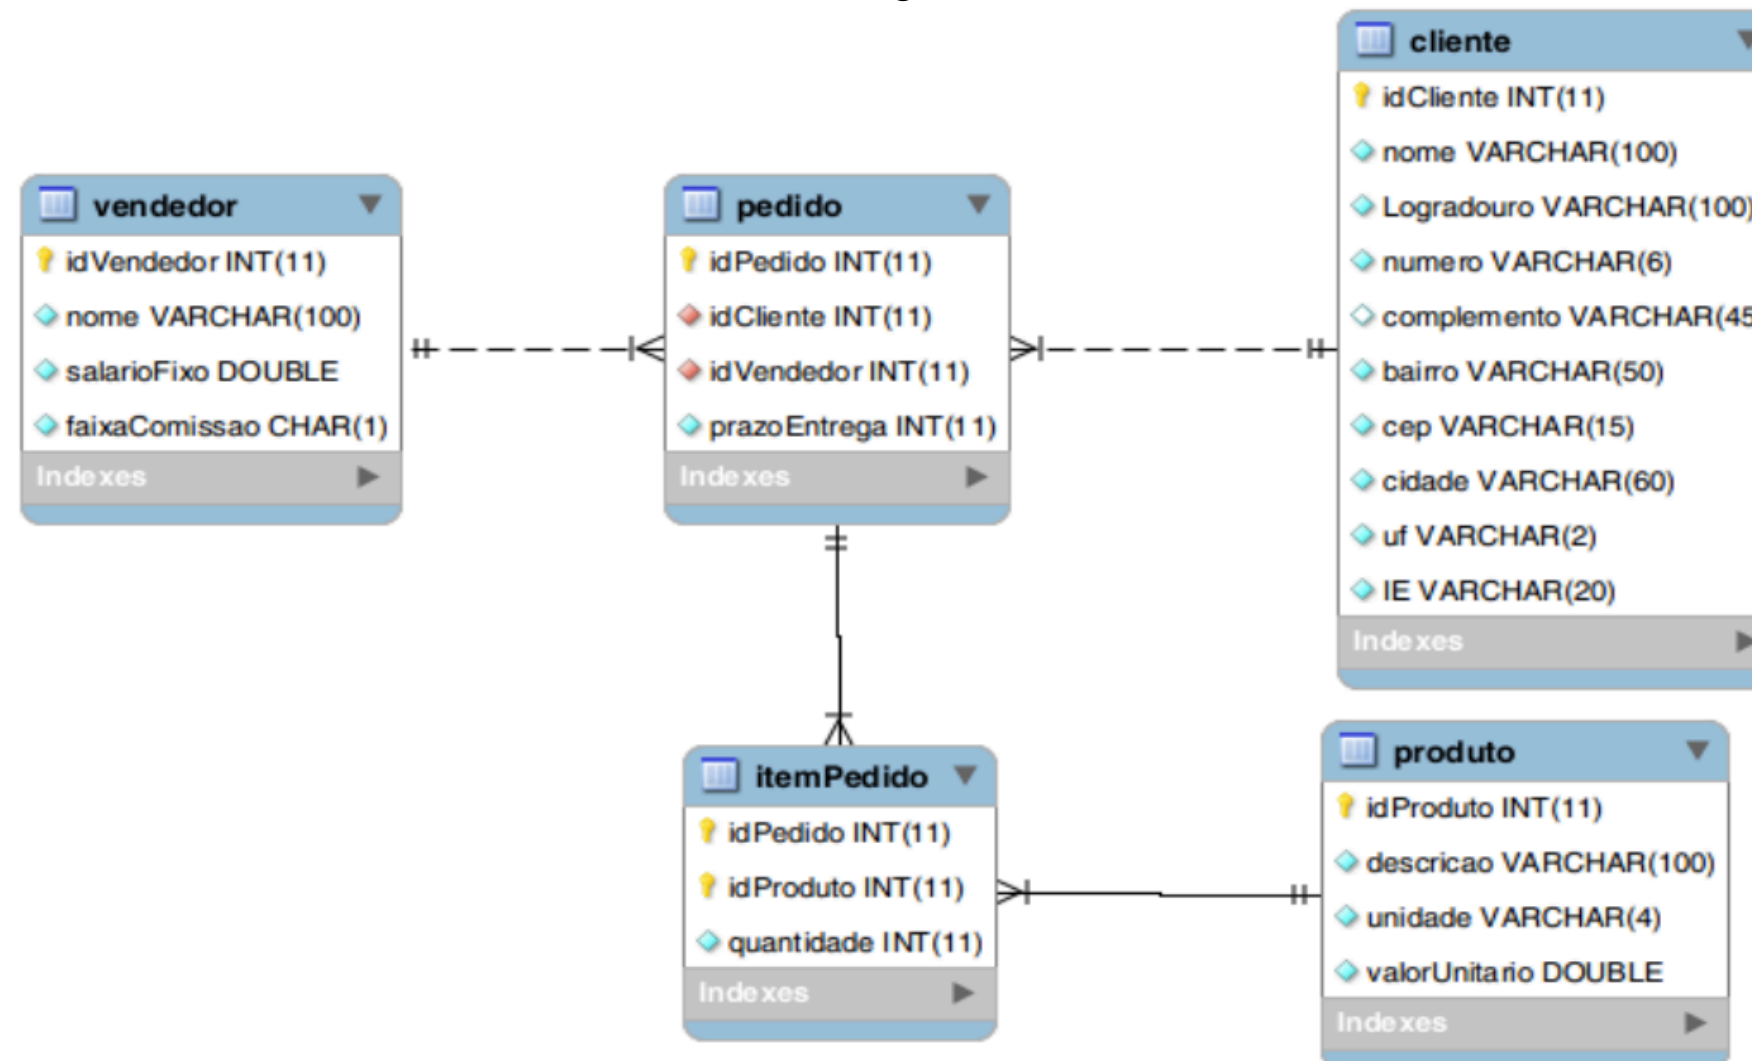 vendedor
idVendedor INT(11)
nome VARCHAR(100)
salarioFixo DOUBLE
faixaComissao CHAR(1)
Indexes
pedido
idPedido INT(11)
idCliente INT(11)
idVendedor INT(11)
prazoEntrega INT(11)
Indexes
cliente
idCliente INT(11)
nome VARCHAR(100)
Logradouro VARCHAR(100)
numero VARCHAR(6)
complemento VARCHAR(45
bairro VARCHAR(50)
cep VARCHAR(15)
cidade VARCHAR(60)
uf VARCHAR(2)
IE VARCHAR(20)
Indexes
itemPedido
idPedido INT(11)
idProduto INT(11)
quantidade INT(11)
Indexes
produto
idProduto INT(11)
descricao VARCHAR(100)
unidade VARCHAR(4)
valorUnitario DOUBLE
Indexes